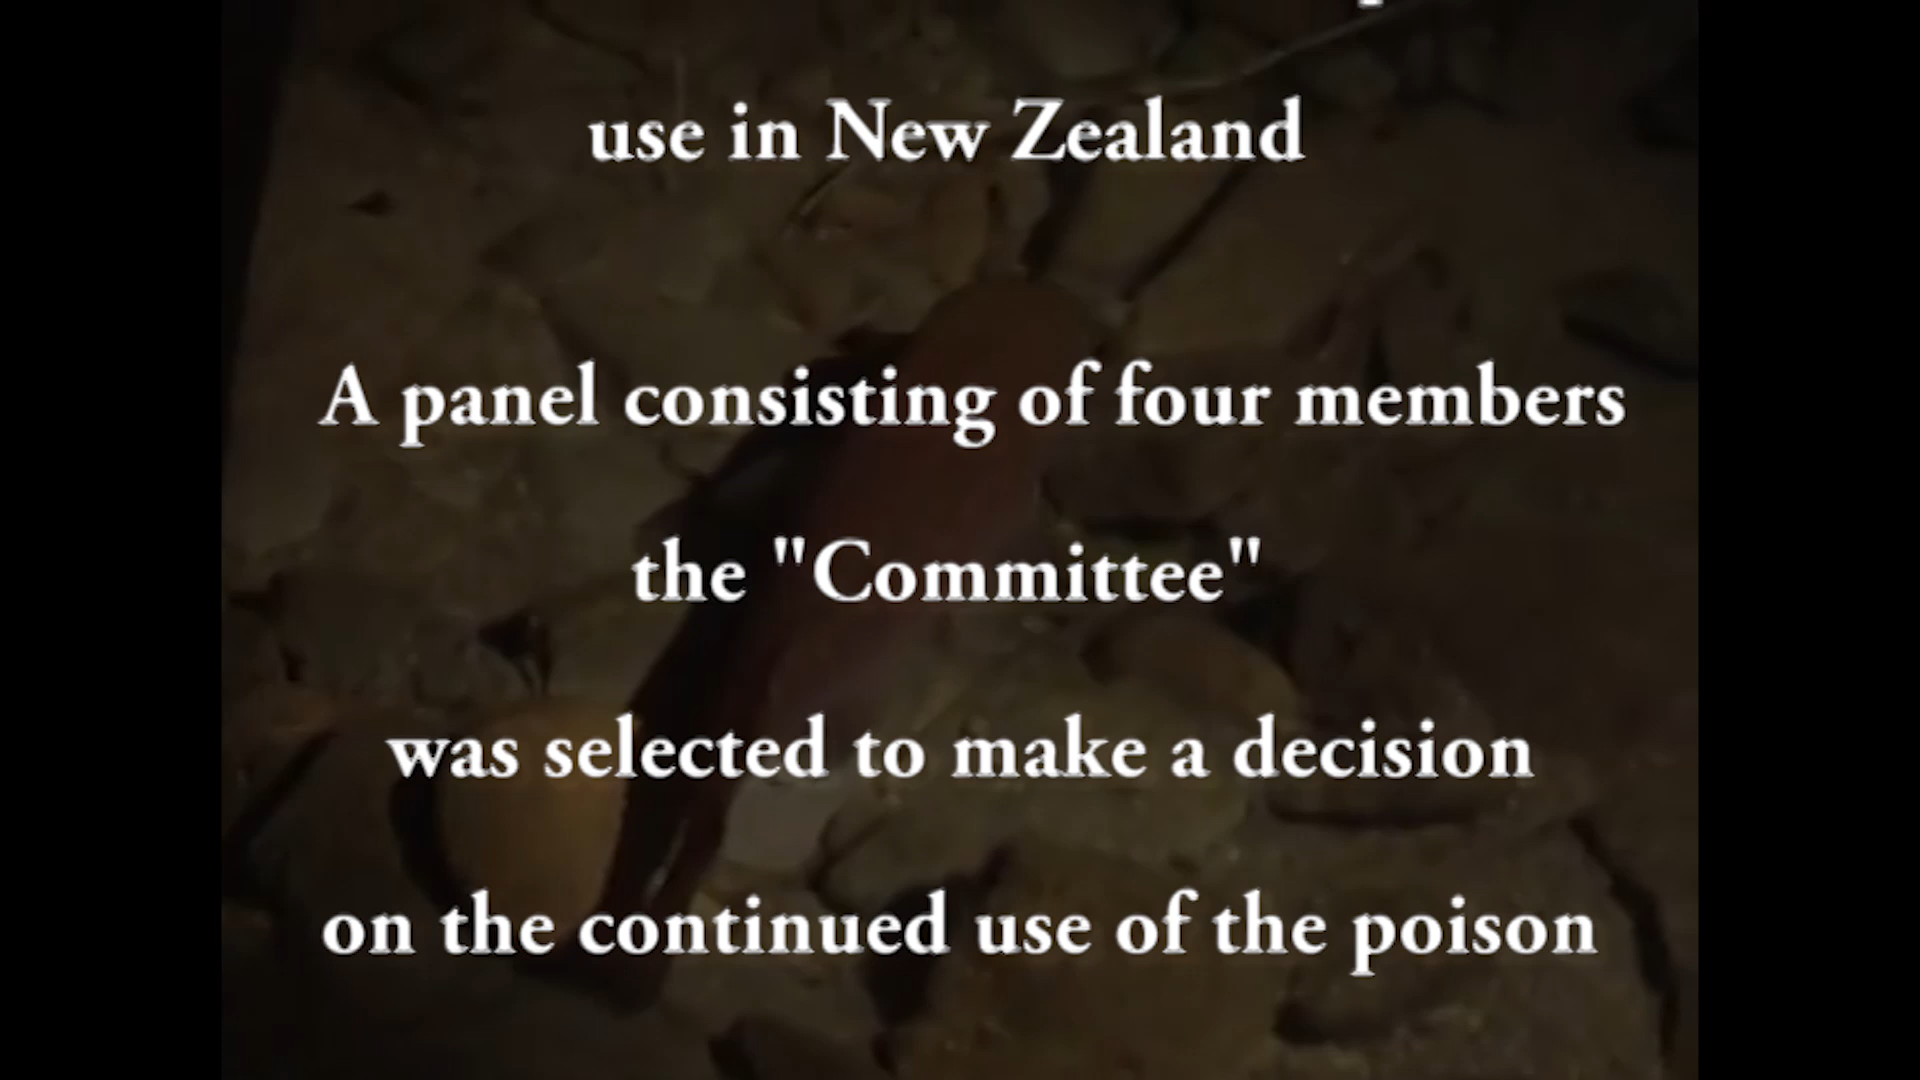 use in New Zealand
A panel consisting of four members
the "Committee"
was selected to make a decision
on the continued use of the poison